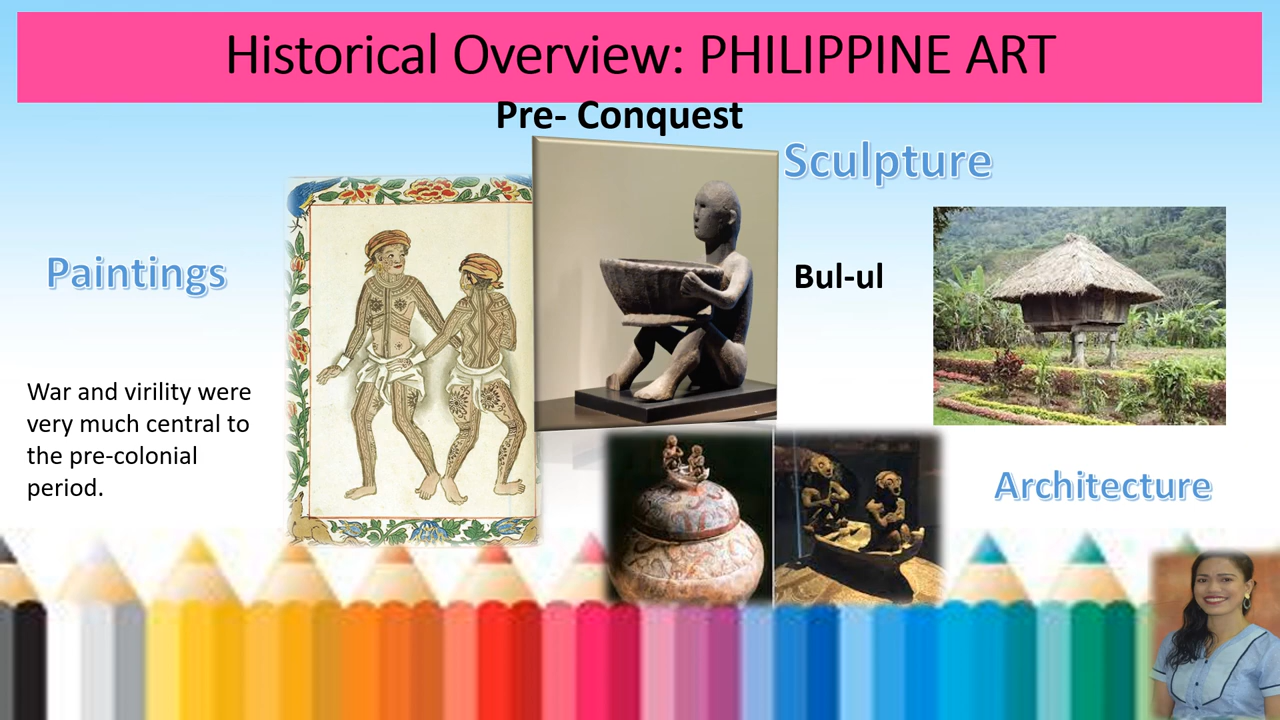 Historical Overview: PHILIPPINE ART
Pre- Conquest
Sculpture
Paintings
Bul-ul
War and virility were
very much central to
the pre-colonial
period.
Architecture